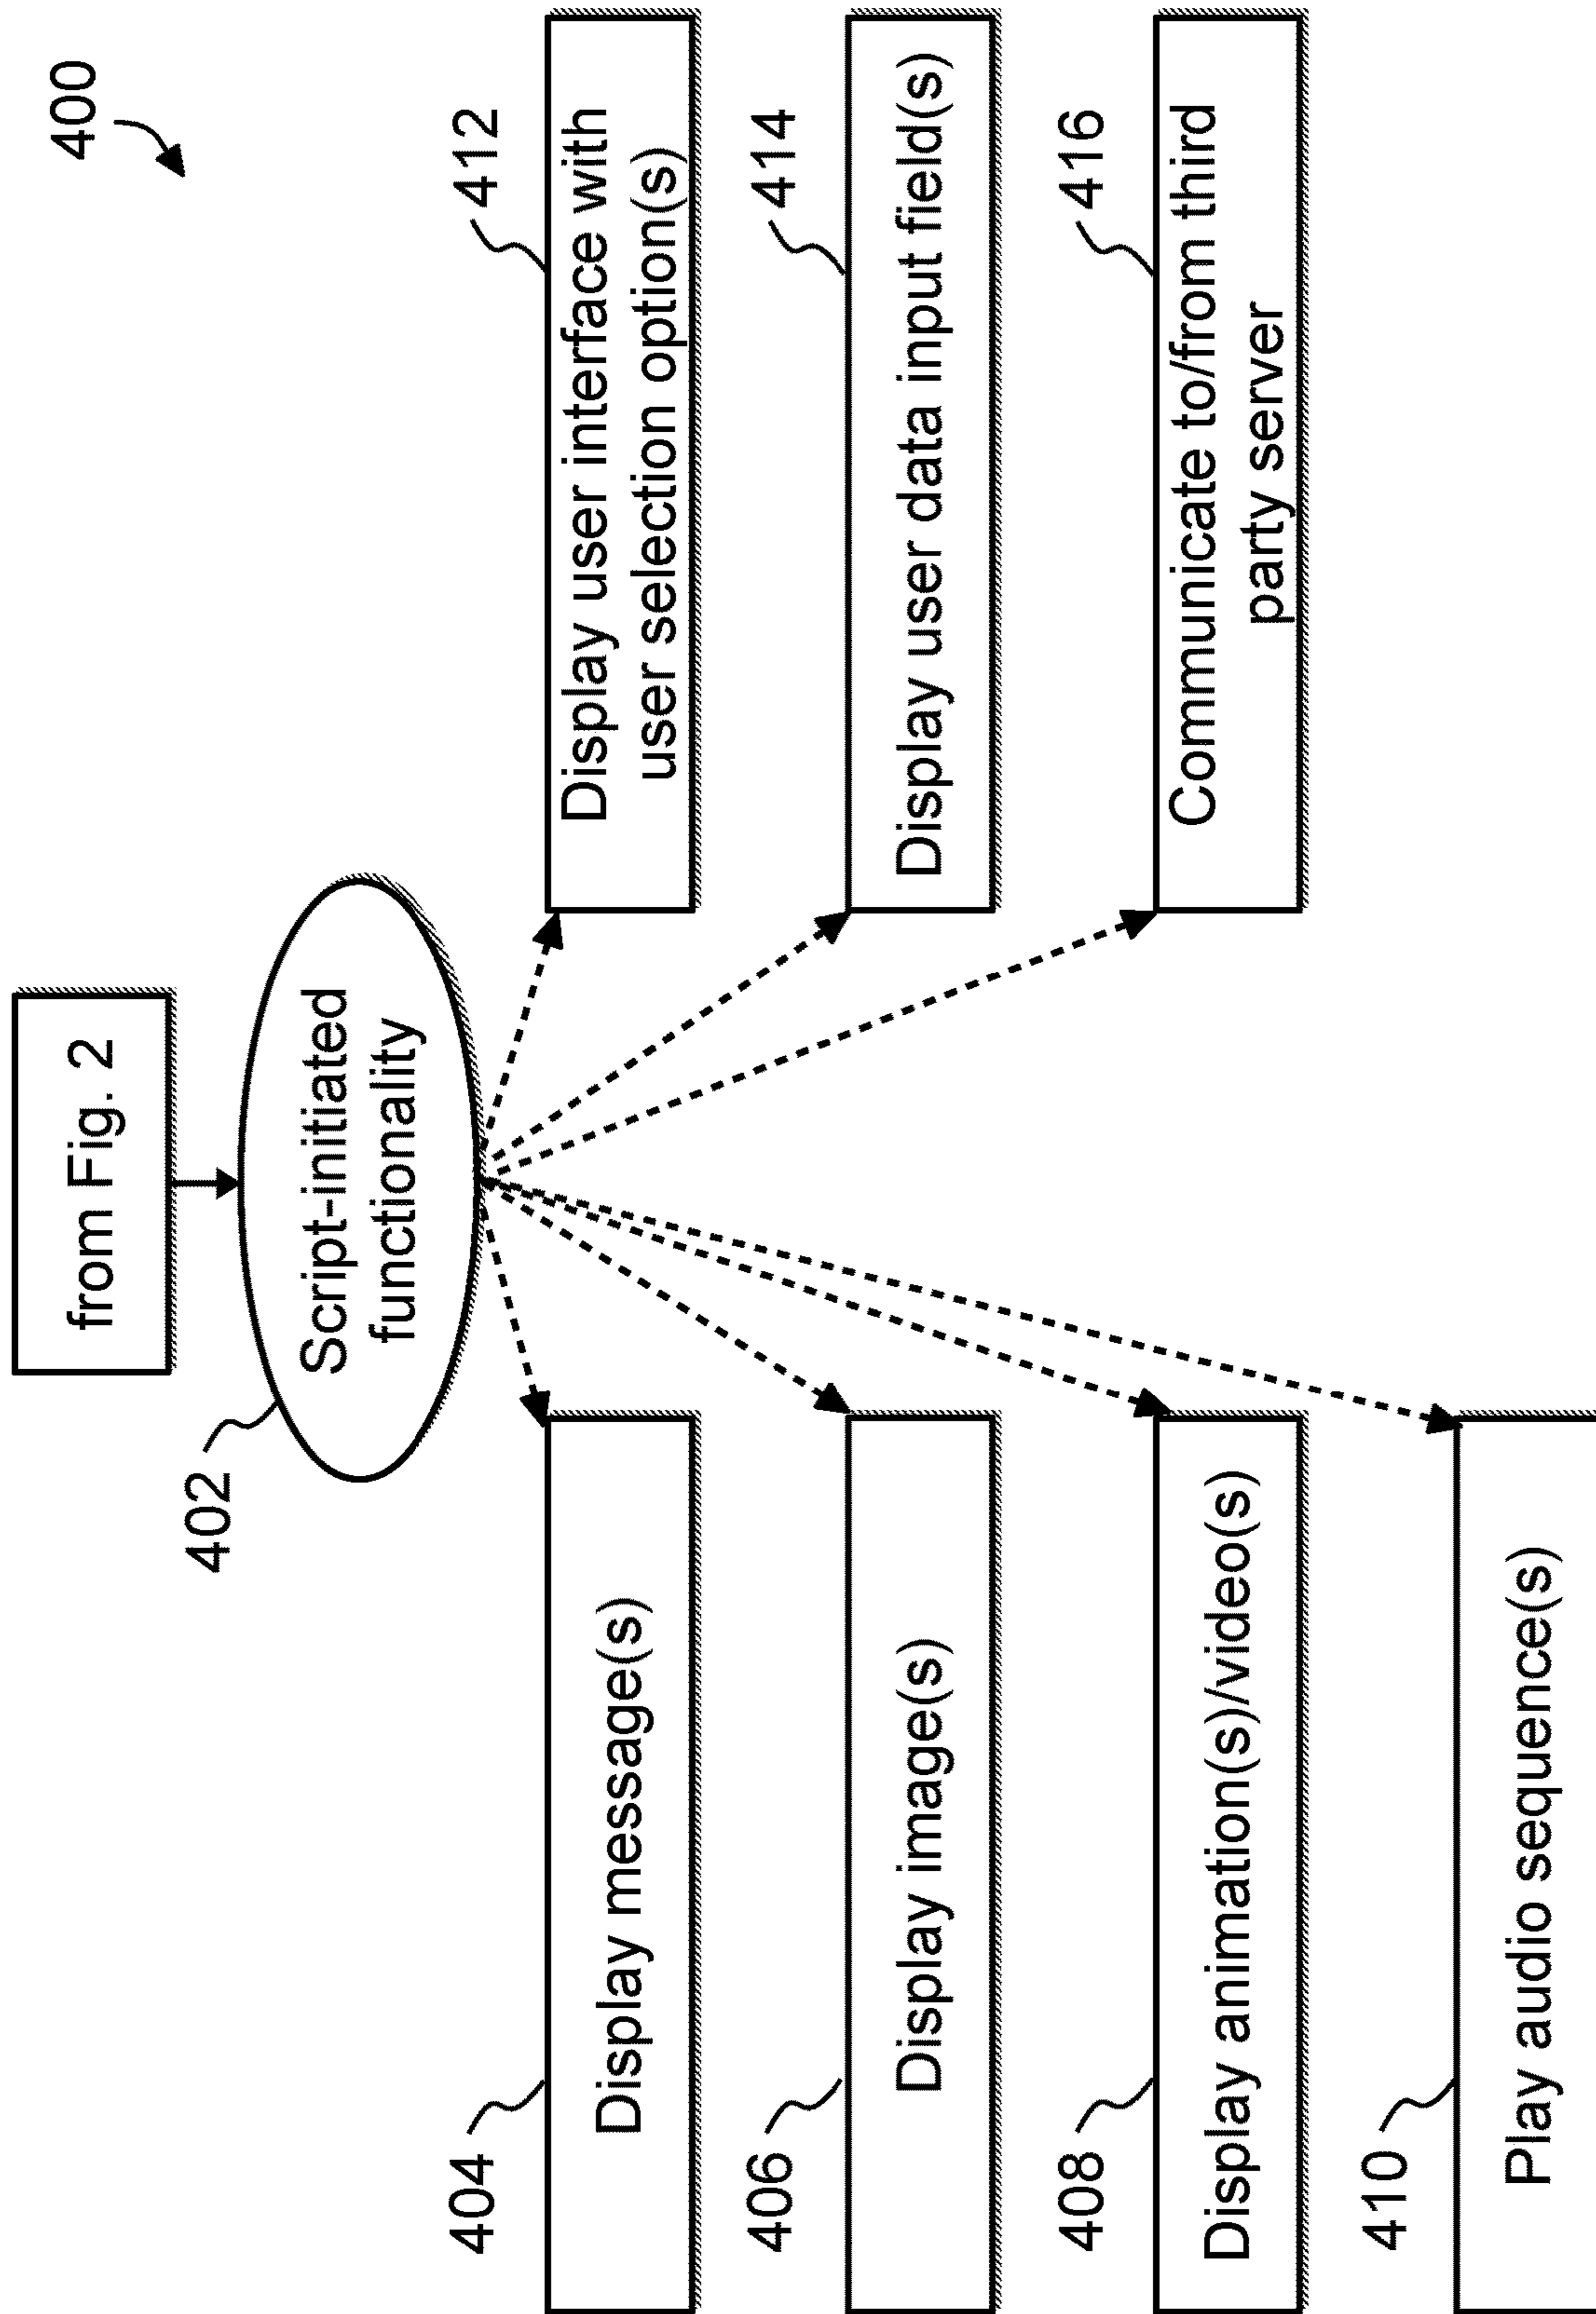 400
from Fig. 2
402
Script-initiated
functionality
404
Display message(s)
406
Display image(s)
408
Display animation(s)/video(s)
410
Play audio sequence(s)
412
Display user interface with
user selection option(s)
414
Display user data input field(s)
416
Communicate to/from third
party server